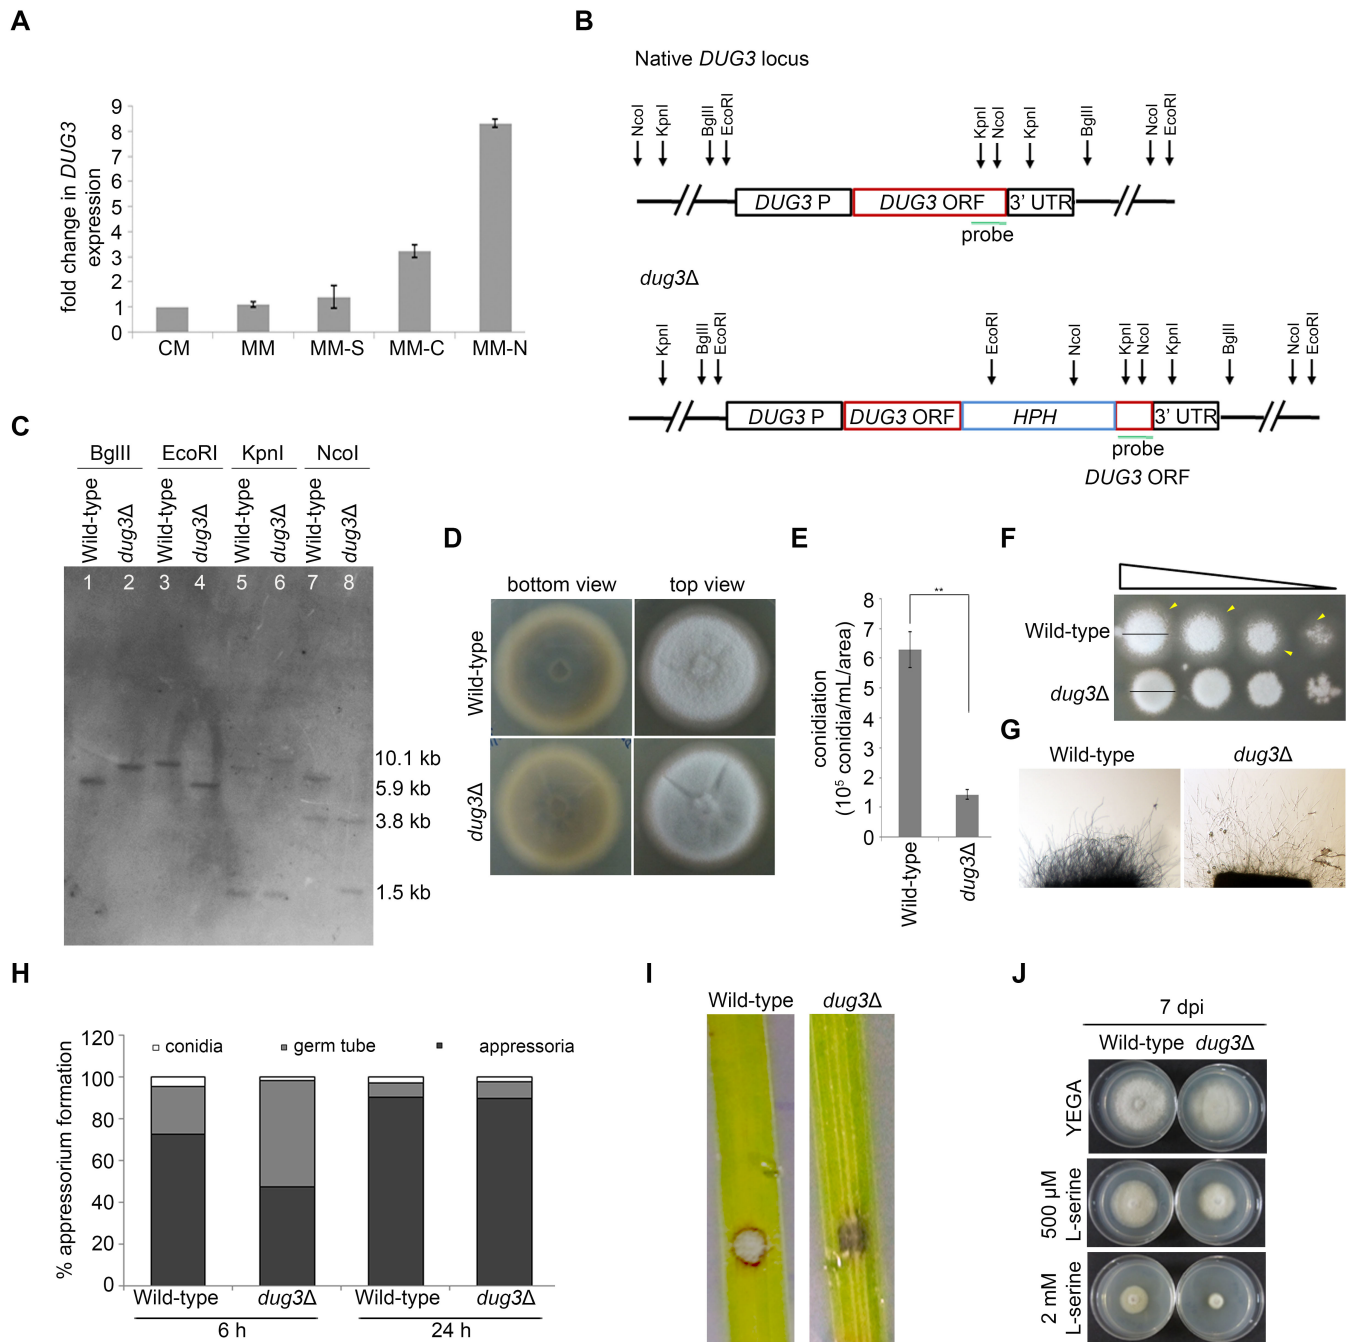 A
fold change in DUG3
expression
9
8
7
6
5
4
3
2
1
0
CM MM MM-S MM-C MM-N
B
Native DUG3 locus
NcoI KpnI BglII EcoRI KpnI NcoI KpnI BglII NcoI EcoRI
DUG3 P DUG3 ORF 3' UTR
probe
dug3Δ
KpnI BglII EcoRI EcoRI NcoI KpnI NcoI KpnI BglII NcoI EcoRI
DUG3 P DUG3 ORF HPH 3' UTR
probe
DUG3 ORF
C
BglII EcoRI KpnI NcoI
Wild-type dug3Δ Wild-type dug3Δ Wild-type dug3Δ Wild-type dug3Δ
1 2 3 4 5 6 7 8
10.1 kb
5.9 kb
3.8 kb
1.5 kb
D
bottom view top view
Wild-type
dug3Δ
E
conidiation
(10⁵ conidia/mL/area)
8
7
6
5
4
3
2
1
0
**
Wild-type dug3Δ
F
Wild-type
dug3Δ
G
Wild-type dug3Δ
H
% appressorium formation
120
100
80
60
40
20
0
conidia germ tube appressoria
Wild-type dug3Δ Wild-type dug3Δ
6 h 24 h
I
Wild-type dug3Δ
J
7 dpi
Wild-type dug3Δ
YEGA
500 µM
L-serine
2 mM
L-serine